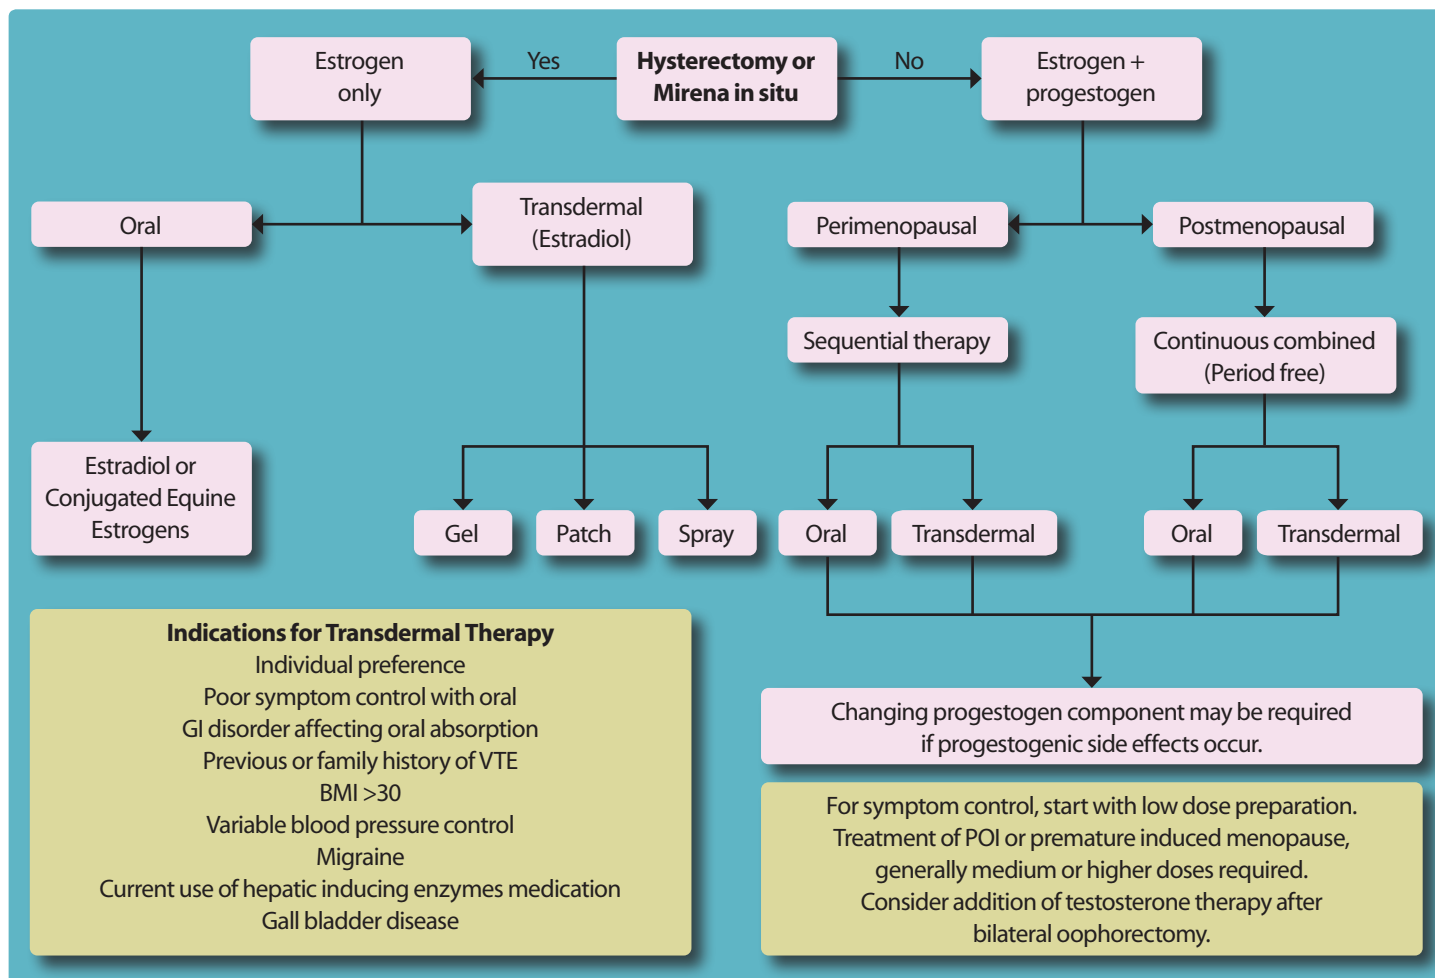 Estrogen
only
Yes
Hysterectomy or
Mirena in situ
No
Estrogen +
progestogen
Oral
Transdermal
(Estradiol)
Perimenopausal
Postmenopausal
Sequential therapy
Continuous combined
(Period free)
Estradiol or
Conjugated Equine
Estrogens
Gel
Patch
Spray
Oral
Transdermal
Oral
Transdermal
Indications for Transdermal Therapy
Individual preference
Poor symptom control with oral
GI disorder affecting oral absorption
Previous or family history of VTE
BMI >30
Variable blood pressure control
Migraine
Current use of hepatic inducing enzymes medication
Gall bladder disease
Changing progestogen component may be required
if progestogenic side effects occur.
For symptom control, start with low dose preparation.
Treatment of POI or premature induced menopause,
generally medium or higher doses required.
Consider addition of testosterone therapy after
bilateral oophorectomy.